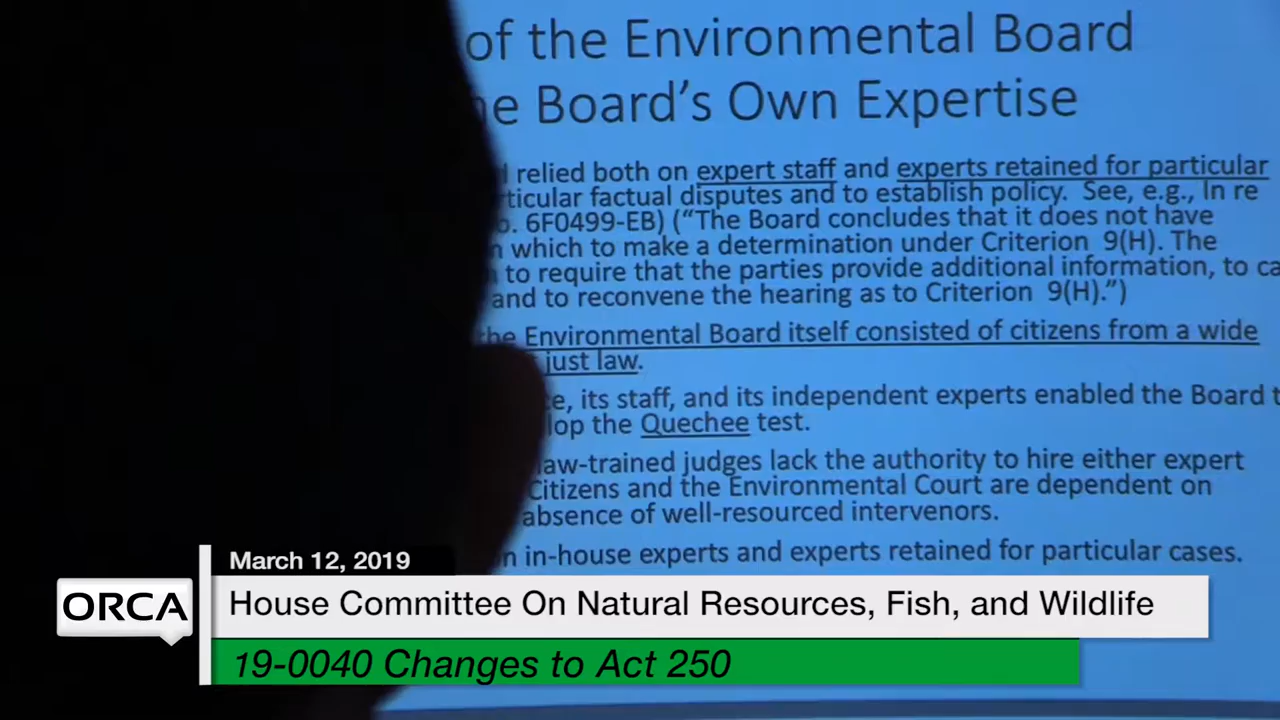 of the Environmental Board
Board's Own Expertise
relied both on expert staff and experts retained for particular
factual disputes and to establish policy. See, e.g., In re
6F0499-EB) ("The Board concludes that it does not have
which to make a determination under Criterion 9(H). The
to require that the parties provide additional information, to
and to reconvene the hearing as to Criterion 9(H).")
the Environmental Board itself consisted of citizens from a wide
just law.
its staff, and its independent experts enabled the Board
the Quechee test.
law-trained judges lack the authority to hire either expert
Citizens and the Environmental Court are dependent on
absence of well-resourced intervenors.
in-house experts and experts retained for particular cases.
March 12, 2019
ORCA
House Committee On Natural Resources, Fish, and Wildlife
19-0040 Changes to Act 250